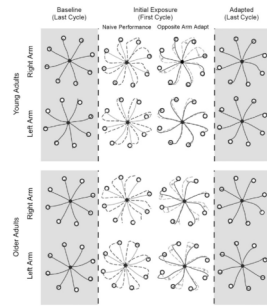 Baseline
(Last Cycle)
Initial Exposure
(First Cycle)
Adapted
(Last Cycle)
Naive Performance
Opposite Arm Adapt
Young Adults
Right Arm
Left Arm
Older Adults
Right Arm
Left Arm